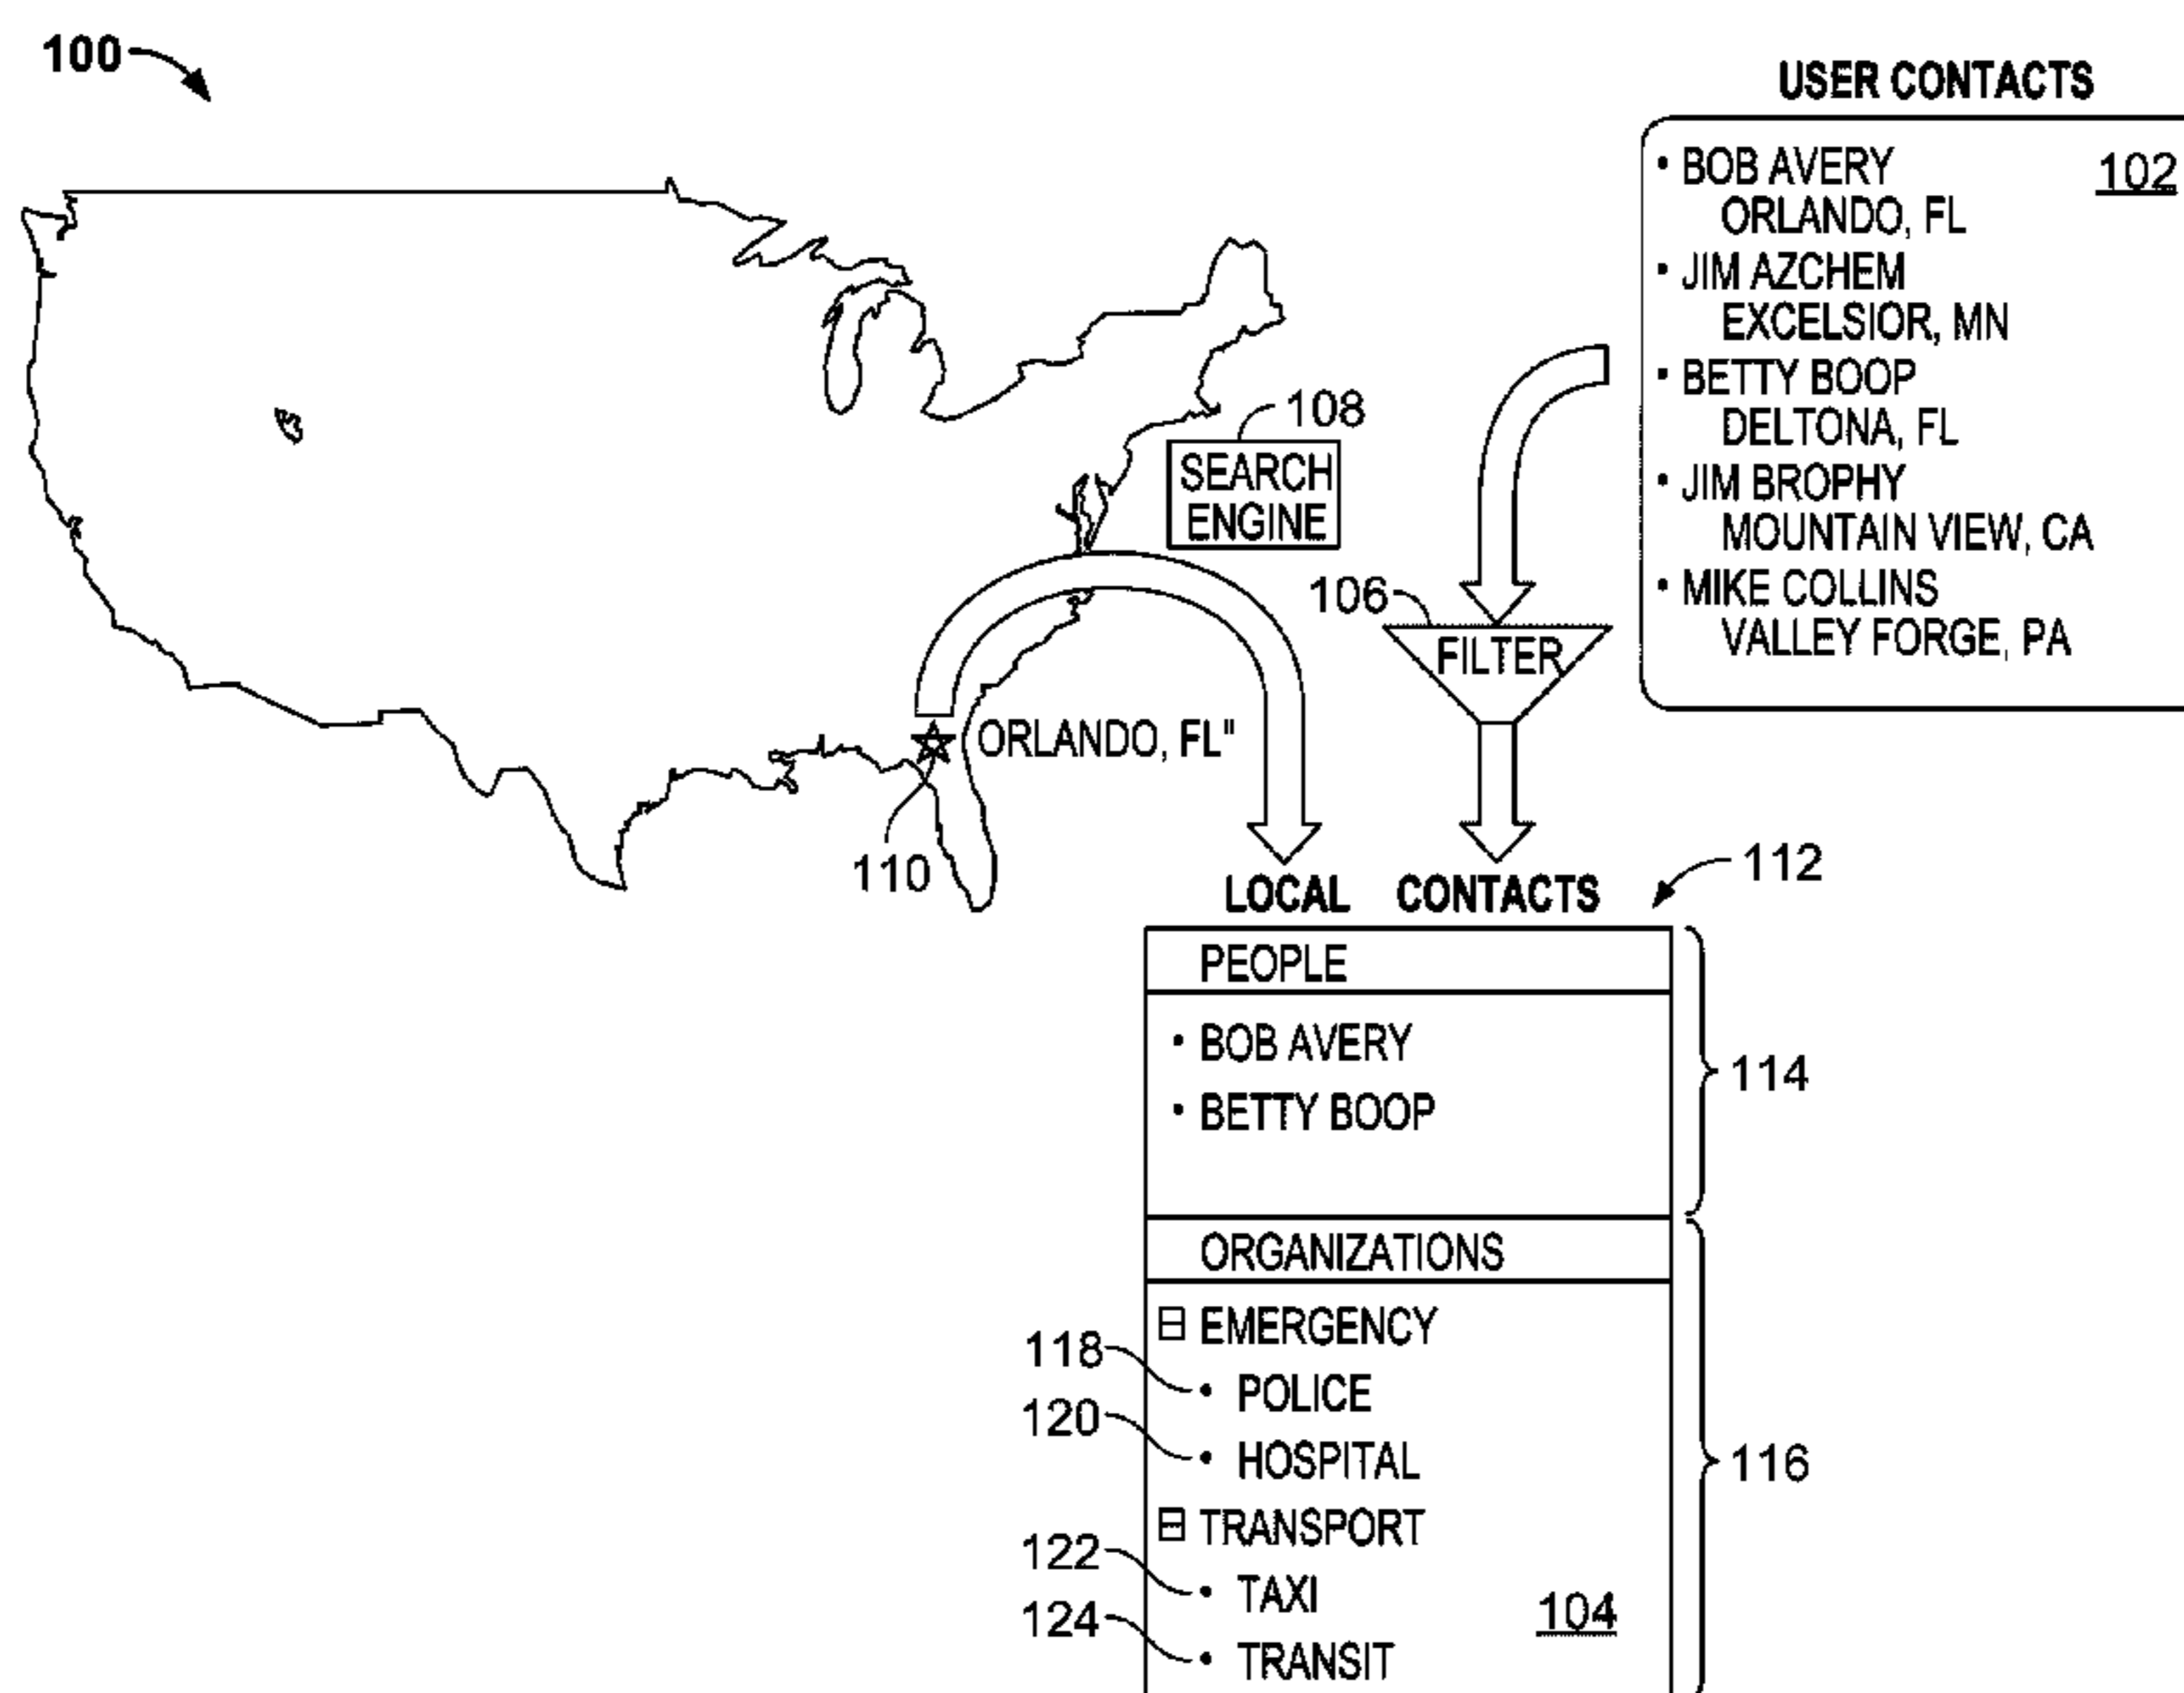 100
USER CONTACTS
• BOB AVERY
ORLANDO, FL
102
• JIM AZCHEM
EXCELSIOR, MN
• BETTY BOOP
DELTONA, FL
• JIM BROPHY
MOUNTAIN VIEW, CA
• MIKE COLLINS
VALLEY FORGE, PA
108
SEARCH
ENGINE
106
FILTER
ORLANDO, FL"
110
LOCAL CONTACTS
112
PEOPLE
• BOB AVERY
• BETTY BOOP
114
ORGANIZATIONS
EMERGENCY
118
• POLICE
120
• HOSPITAL
116
TRANSPORT
122
• TAXI
104
124
• TRANSIT